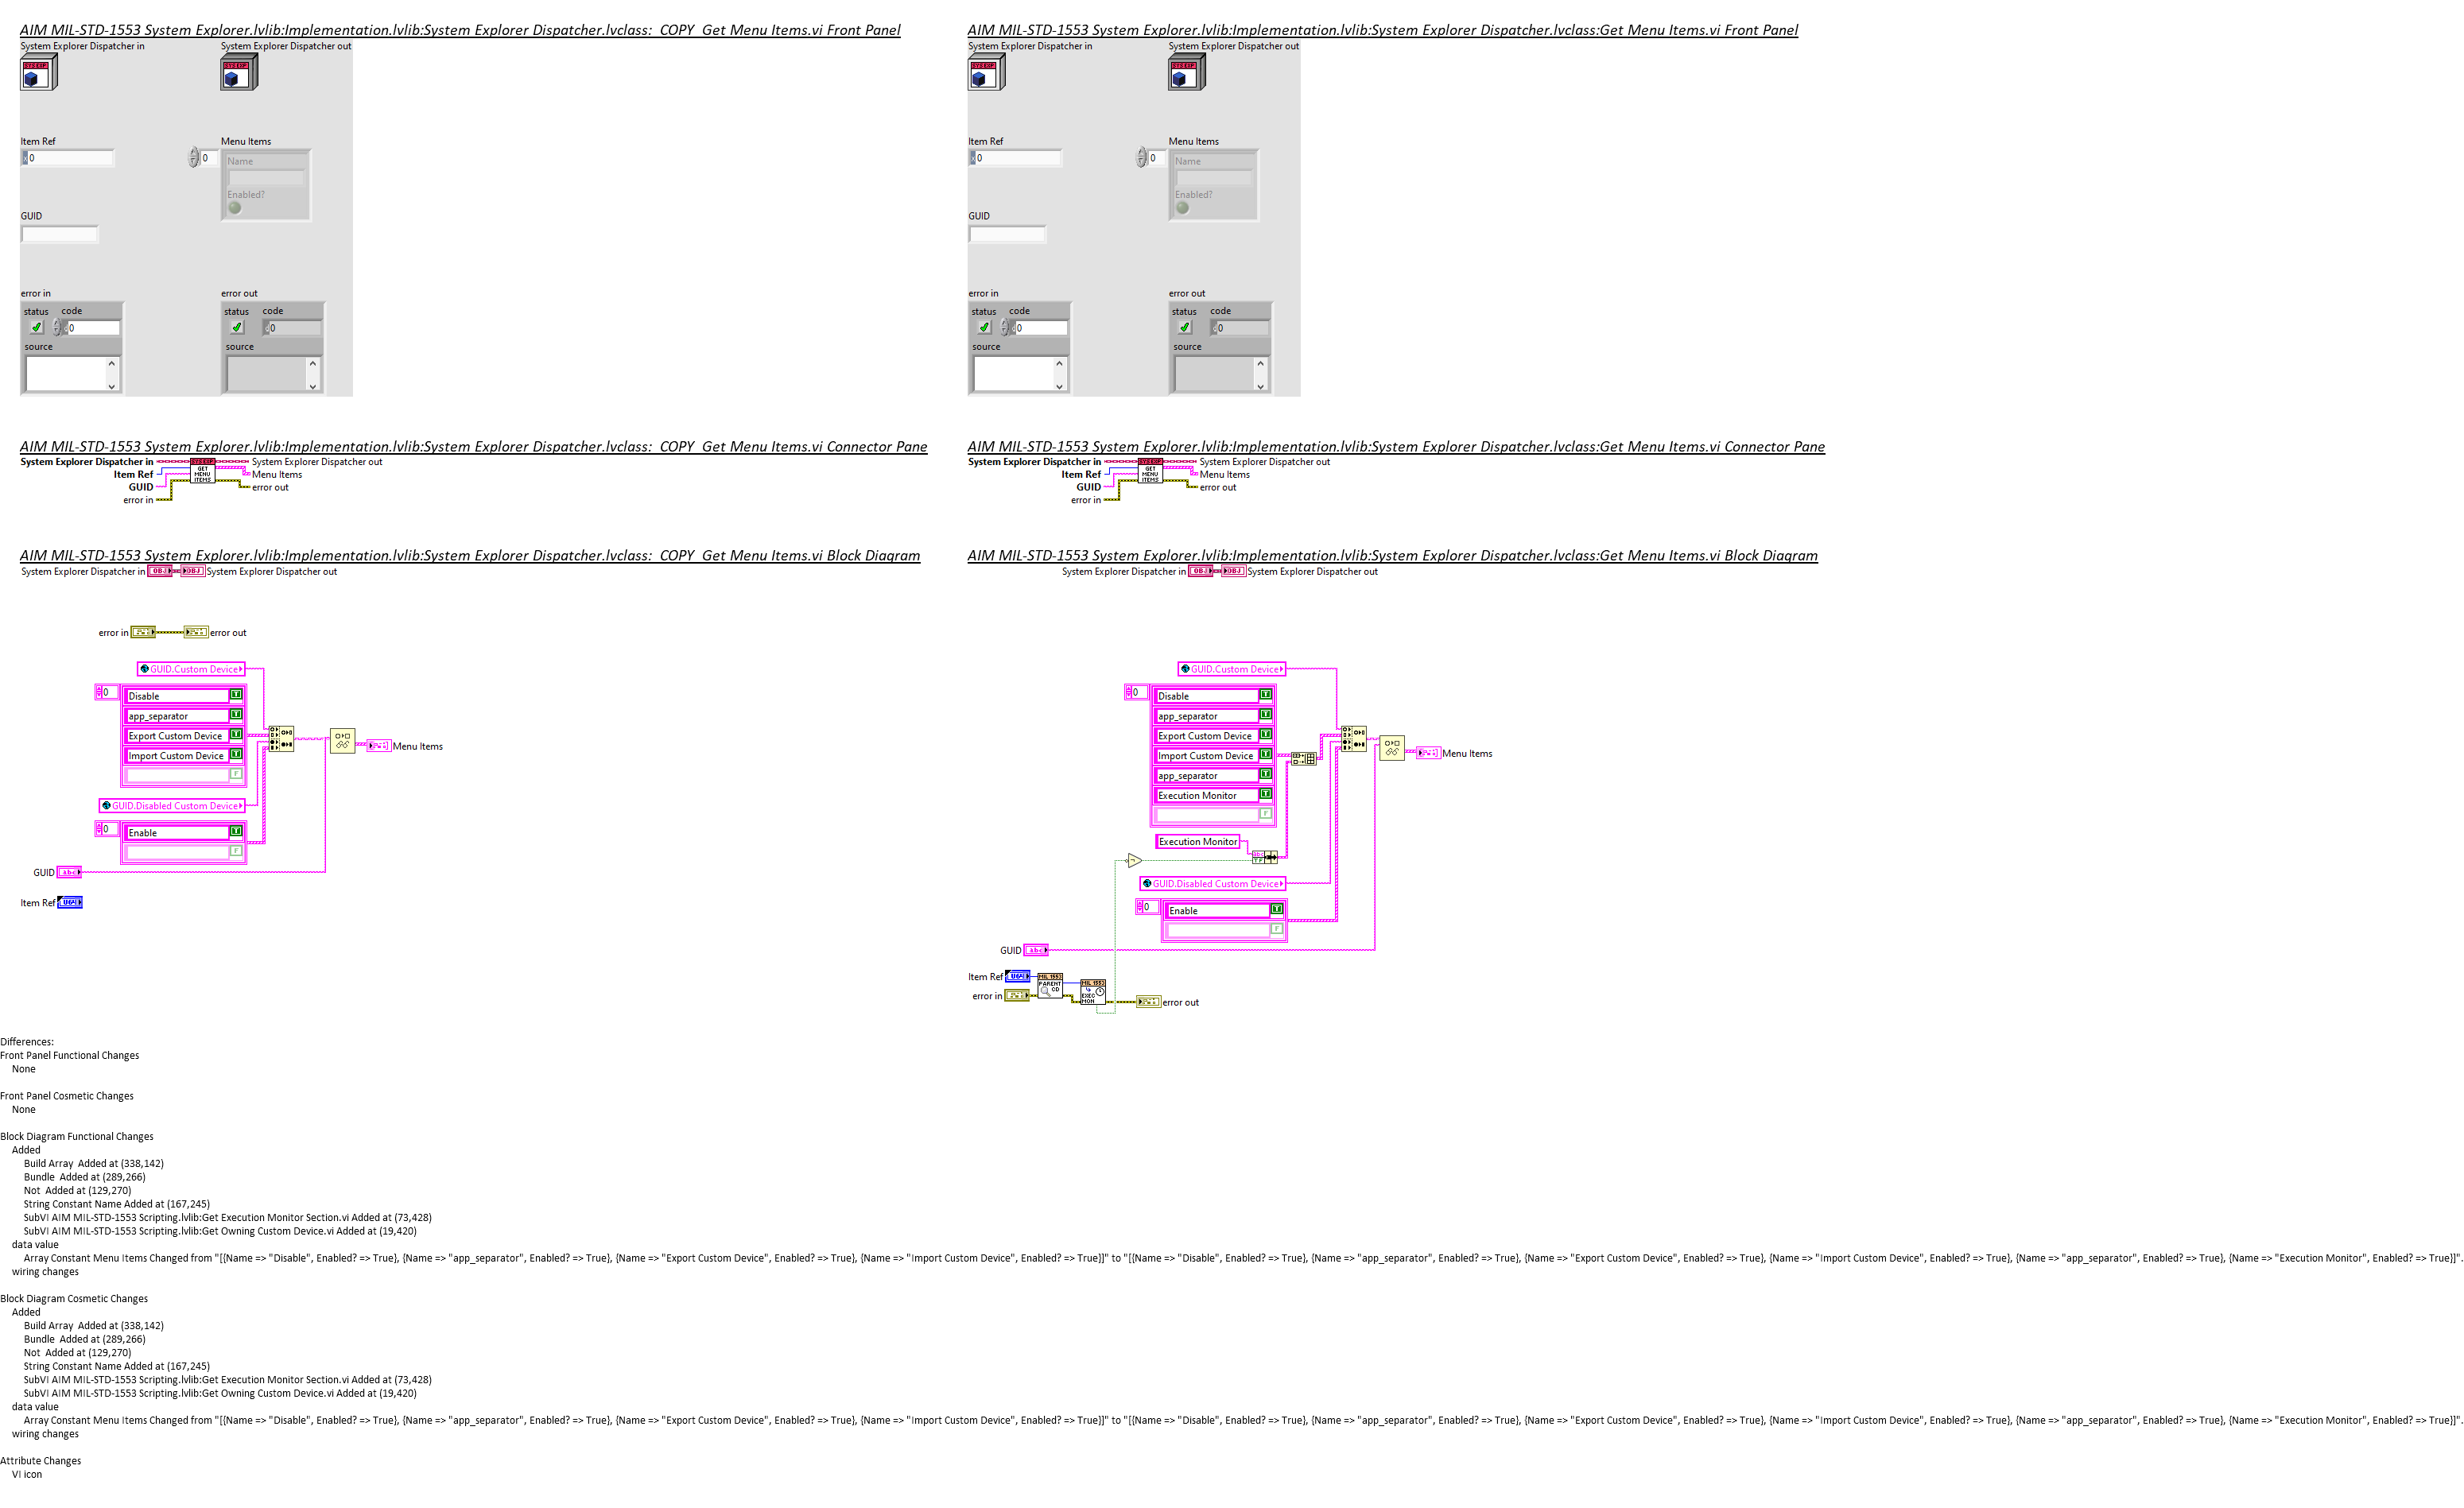 AIM MIL-STD-1553 System Explorer.lvlib:Implementation.lvlib:System Explorer Dispatcher.lvclass:_COPY_Get Menu Items.vi Front Panel
System Explorer Dispatcher in
System Explorer Dispatcher out
Item Ref
0
0
Menu Items
Name
Enabled?
GUID
error in
status code
0
source
error out
status code
0
source
AIM MIL-STD-1553 System Explorer.lvlib:Implementation.lvlib:System Explorer Dispatcher.lvclass:_COPY_Get Menu Items.vi Connector Pane
System Explorer Dispatcher in
System Explorer Dispatcher out
Item Ref
GET MENU ITEMS
Menu Items
GUID
error out
error in
AIM MIL-STD-1553 System Explorer.lvlib:Implementation.lvlib:System Explorer Dispatcher.lvclass:_COPY_Get Menu Items.vi Block Diagram
System Explorer Dispatcher in OBJ OBJ System Explorer Dispatcher out
error in
error out
GUID.Custom Device
0
Disable T
app_separator T
Export Custom Device T
Import Custom Device T
F
Menu Items
GUID.Disabled Custom Device
0
Enable T
F
GUID abc
Item Ref
AIM MIL-STD-1553 System Explorer.lvlib:Implementation.lvlib:System Explorer Dispatcher.lvclass:Get Menu Items.vi Front Panel
System Explorer Dispatcher in
System Explorer Dispatcher out
Item Ref
0
0
Menu Items
Name
Enabled?
GUID
error in
status code
0
source
error out
status code
0
source
AIM MIL-STD-1553 System Explorer.lvlib:Implementation.lvlib:System Explorer Dispatcher.lvclass:Get Menu Items.vi Connector Pane
System Explorer Dispatcher in
System Explorer Dispatcher out
Item Ref
GET MENU ITEMS
Menu Items
GUID
error out
error in
AIM MIL-STD-1553 System Explorer.lvlib:Implementation.lvlib:System Explorer Dispatcher.lvclass:Get Menu Items.vi Block Diagram
System Explorer Dispatcher in OBJ OBJ System Explorer Dispatcher out
GUID.Custom Device
0
Disable T
app_separator T
Export Custom Device T
Import Custom Device T
app_separator T
Execution Monitor T
F
Menu Items
Execution Monitor
GUID.Disabled Custom Device
0
Enable T
F
GUID abc
Item Ref
MIL 1553 PARENT CD
MIL 1553 EXEC MON
error in
error out
Differences:
Front Panel Functional Changes
None
Front Panel Cosmetic Changes
None
Block Diagram Functional Changes
Added
Build Array  Added at (338,142)
Bundle  Added at (289,266)
Not  Added at (129,270)
String Constant Name Added at (167,245)
SubVI AIM MIL-STD-1553 Scripting.lvlib:Get Execution Monitor Section.vi Added at (73,428)
SubVI AIM MIL-STD-1553 Scripting.lvlib:Get Owning Custom Device.vi Added at (19,420)
data value
Array Constant Menu Items Changed from "[{Name => "Disable", Enabled? => True}, {Name => "app_separator", Enabled? => True}, {Name => "Export Custom Device", Enabled? => True}, {Name => "Import Custom Device", Enabled? => True}]" to "[{Name => "Disable", Enabled? => True}, {Name => "app_separator", Enabled? => True}, {Name => "Export Custom Device", Enabled? => True}, {Name => "Import Custom Device", Enabled? => True}, {Name => "app_separator", Enabled? => True}, {Name => "Execution Monitor", Enabled? => True}]".
wiring changes
Block Diagram Cosmetic Changes
Added
Build Array  Added at (338,142)
Bundle  Added at (289,266)
Not  Added at (129,270)
String Constant Name Added at (167,245)
SubVI AIM MIL-STD-1553 Scripting.lvlib:Get Execution Monitor Section.vi Added at (73,428)
SubVI AIM MIL-STD-1553 Scripting.lvlib:Get Owning Custom Device.vi Added at (19,420)
data value
Array Constant Menu Items Changed from "[{Name => "Disable", Enabled? => True}, {Name => "app_separator", Enabled? => True}, {Name => "Export Custom Device", Enabled? => True}, {Name => "Import Custom Device", Enabled? => True}]" to "[{Name => "Disable", Enabled? => True}, {Name => "app_separator", Enabled? => True}, {Name => "Export Custom Device", Enabled? => True}, {Name => "Import Custom Device", Enabled? => True}, {Name => "app_separator", Enabled? => True}, {Name => "Execution Monitor", Enabled? => True}]".
wiring changes
Attribute Changes
VI icon